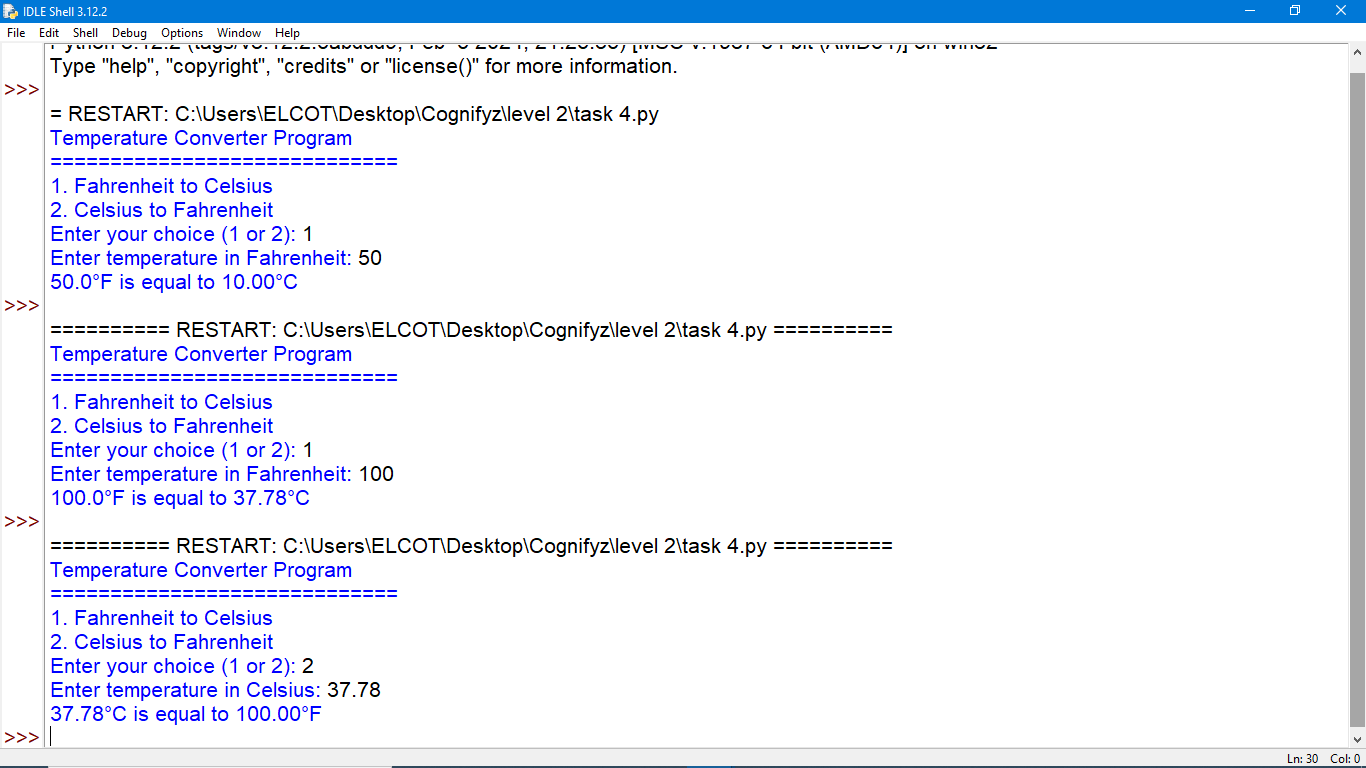 IDLE Shell 3.12.2
File Edit Shell Debug Options Window Help
Type "help", "copyright", "credits" or "license()" for more information.
>>>
= RESTART: C:\Users\ELCOT\Desktop\Cognifyz\level 2\task 4.py
Temperature Converter Program
=============================
1. Fahrenheit to Celsius
2. Celsius to Fahrenheit
Enter your choice (1 or 2): 1
Enter temperature in Fahrenheit: 50
50.0°F is equal to 10.00°C
>>>
========== RESTART: C:\Users\ELCOT\Desktop\Cognifyz\level 2\task 4.py ==========
Temperature Converter Program
=============================
1. Fahrenheit to Celsius
2. Celsius to Fahrenheit
Enter your choice (1 or 2): 1
Enter temperature in Fahrenheit: 100
100.0°F is equal to 37.78°C
>>>
========== RESTART: C:\Users\ELCOT\Desktop\Cognifyz\level 2\task 4.py ==========
Temperature Converter Program
=============================
1. Fahrenheit to Celsius
2. Celsius to Fahrenheit
Enter your choice (1 or 2): 2
Enter temperature in Celsius: 37.78
37.78°C is equal to 100.00°F
>>>
Ln: 30 Col: 0